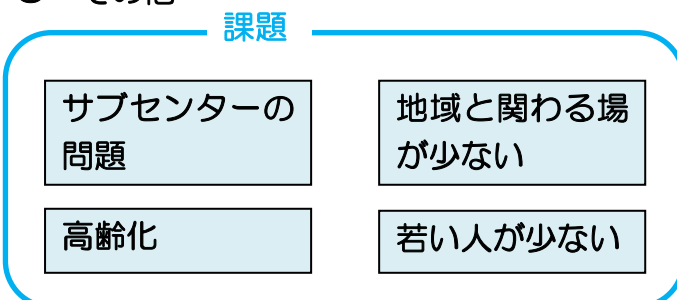 その他
課題
サブセンターの
問題
地域と関わる場
が少ない
高齢化
若い人が少ない